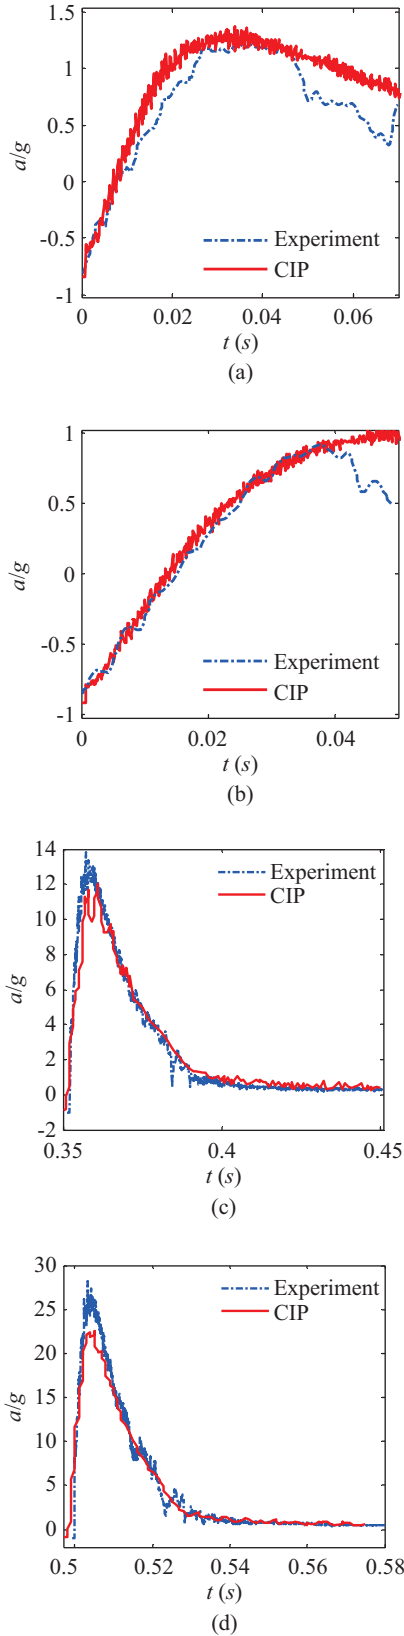 1.5
1
0.5
0
-0.5
-1
a/g
Experiment
CIP
0 0.02 0.04 0.06
t (s)
(a)
1
0.5
0
-0.5
-1
a/g
Experiment
CIP
0 0.02 0.04
t (s)
(b)
14
12
10
8
6
4
2
0
-2
a/g
Experiment
CIP
0.35 0.4 0.45
t (s)
(c)
30
25
20
15
10
5
0
a/g
Experiment
CIP
0.5 0.52 0.54 0.56 0.58
t (s)
(d)